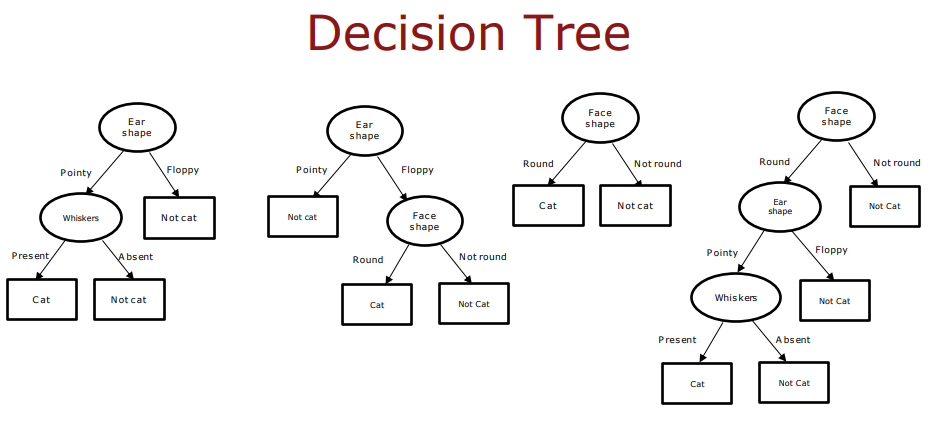 Decision Tree
Ear
shape
Pointy
Floppy
Whiskers
Not cat
Present
Absent
Cat
Not cat
Ear
shape
Pointy
Floppy
Not cat
Face
shape
Round
Not round
Cat
Not Cat
Face
shape
Round
Not round
Cat
Not cat
Face
shape
Round
Not round
Ear
shape
Not Cat
Pointy
Floppy
Whiskers
Not Cat
Present
Absent
Cat
Not Cat